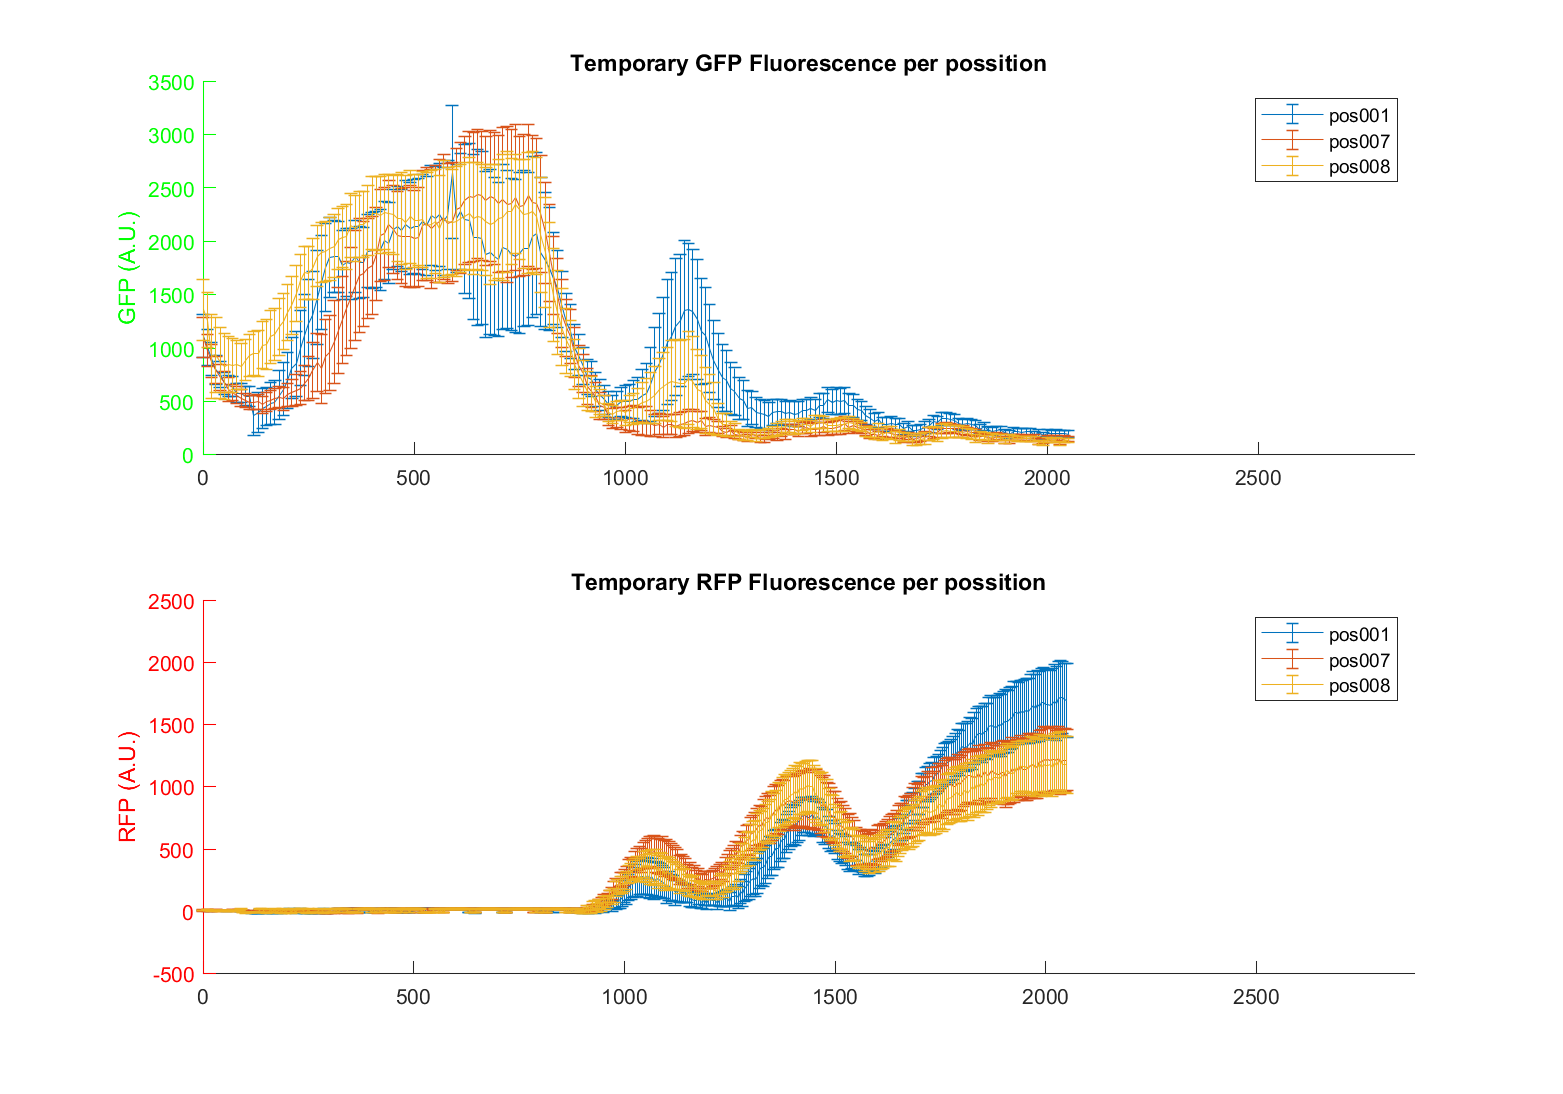 Temporary GFP Fluorescence per possition
GFP (A.U.)
3500
3000
2500
2000
1500
1000
500
0
0 500 1000 1500 2000 2500
pos001
pos007
pos008
Temporary RFP Fluorescence per possition
RFP (A.U.)
2500
2000
1500
1000
500
0
-500
0 500 1000 1500 2000 2500
pos001
pos007
pos008